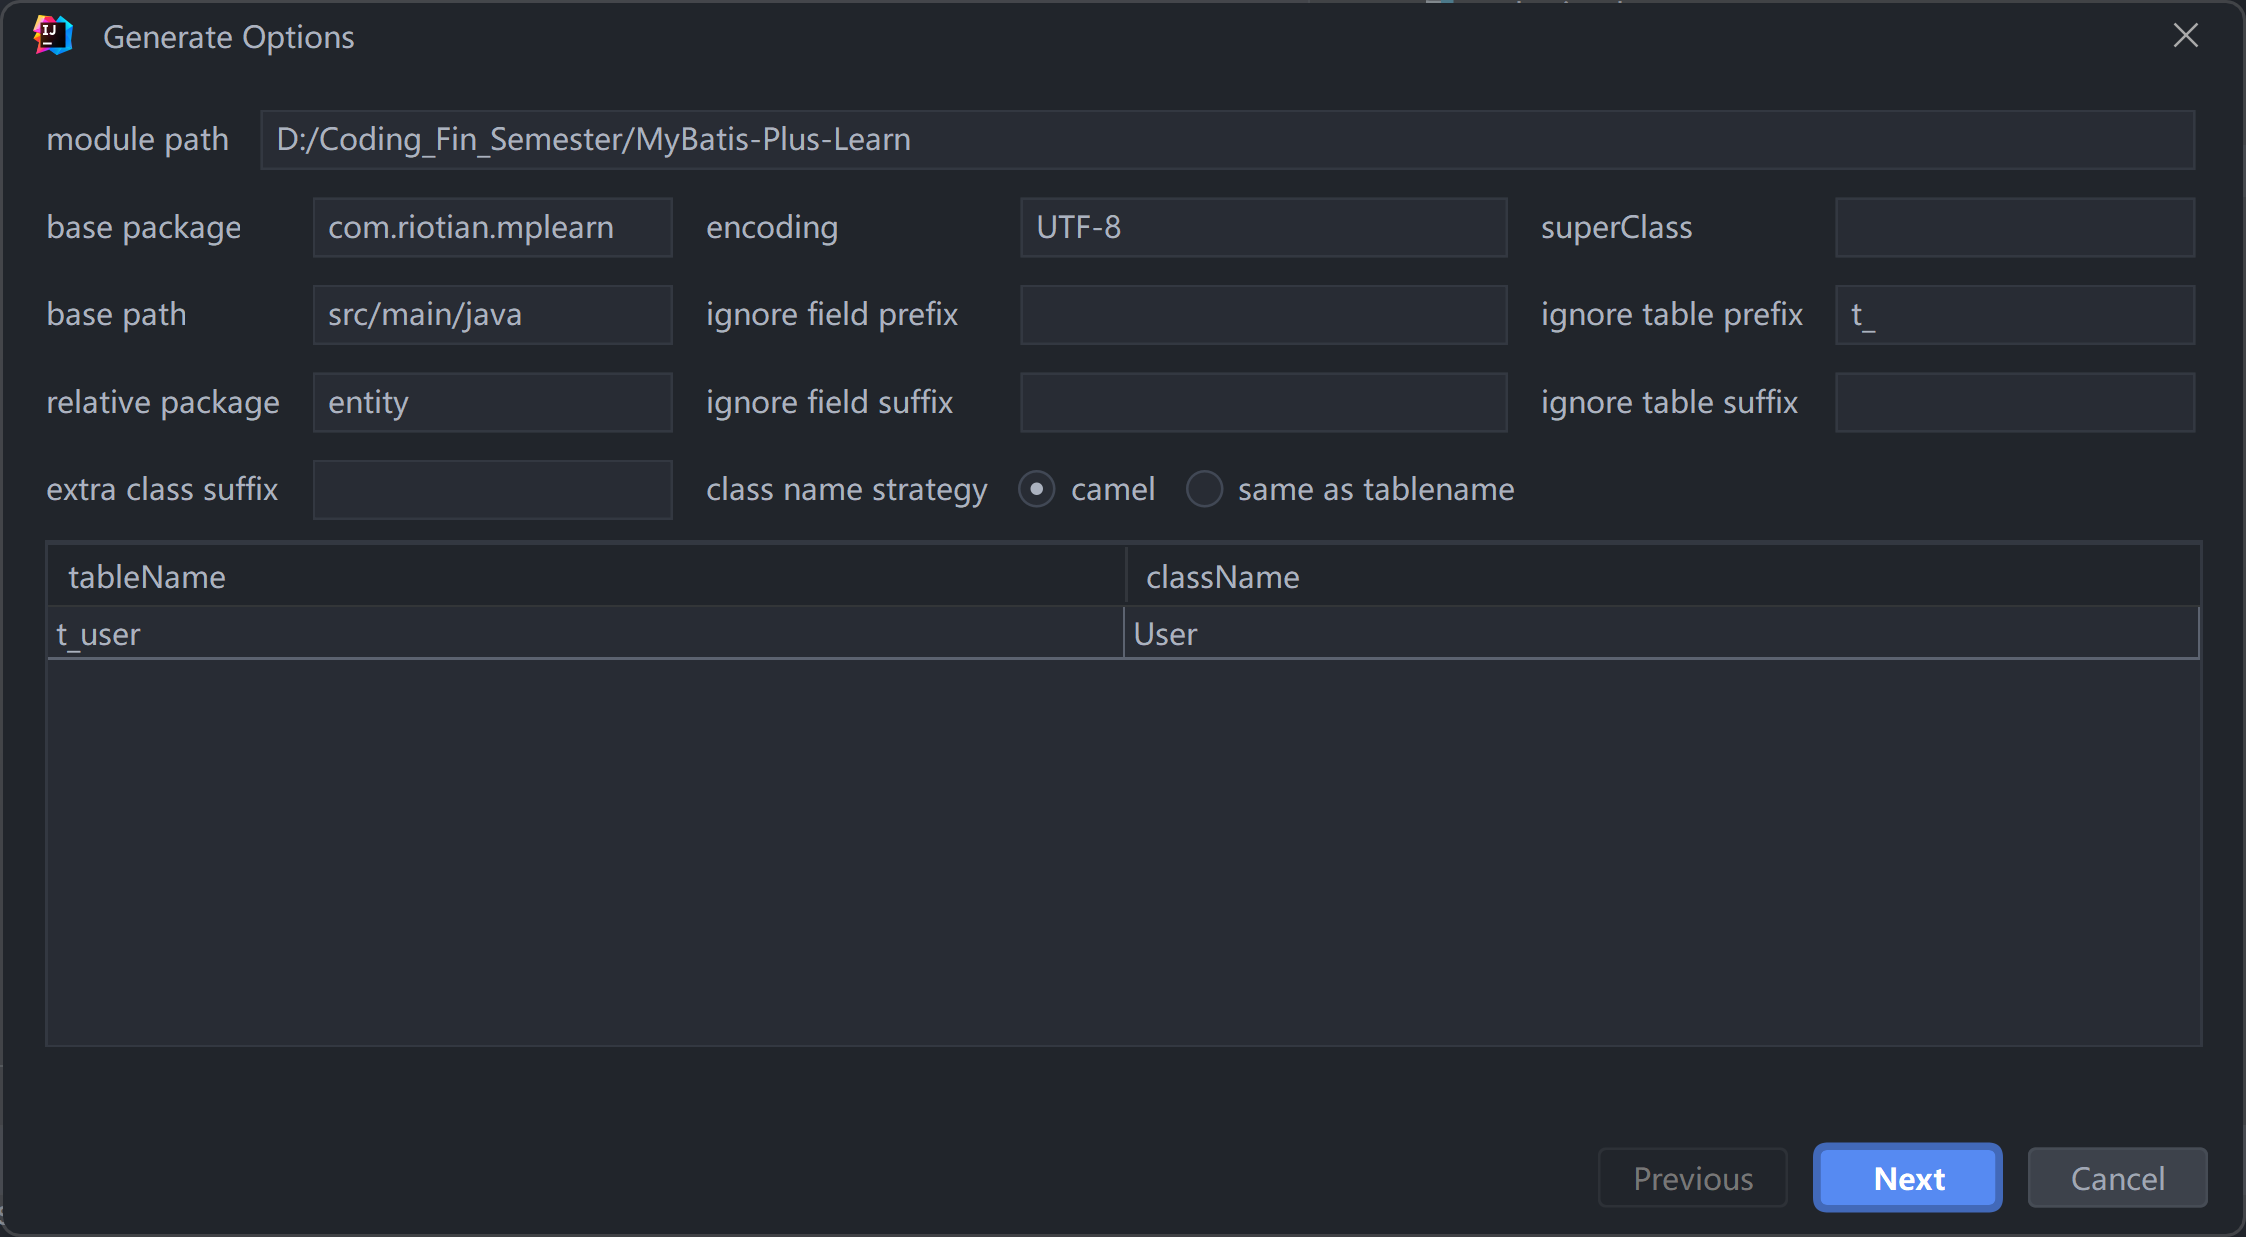 Generate Options
module path D:/Coding_Fin_Semester/MyBatis-Plus-Learn
base package com.riotian.mplearn encoding UTF-8 superClass
base path src/main/java ignore field prefix ignore table prefix t_
relative package entity ignore field suffix ignore table suffix
extra class suffix class name strategy camel same as tablename
tableName className
t_user User
Previous Next Cancel